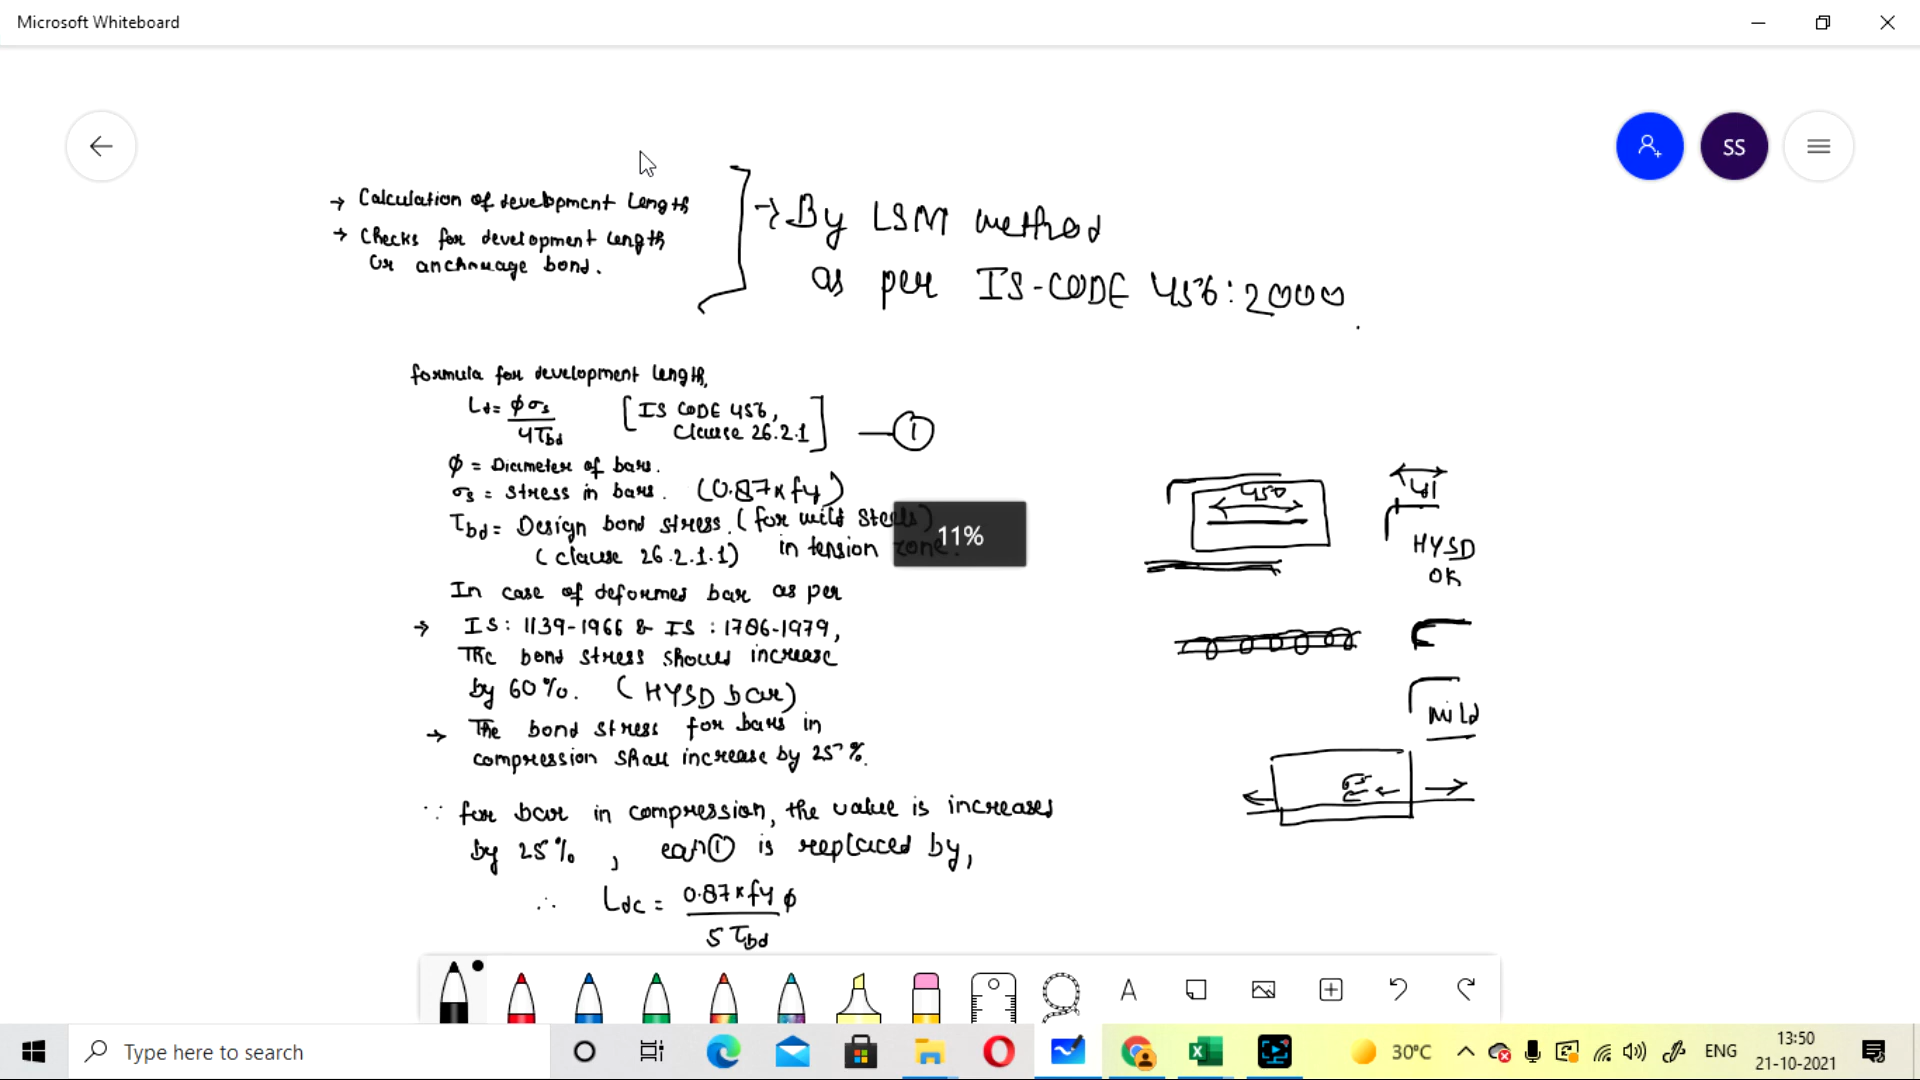 Microsoft Whiteboard
SS
→ Calculation of development length
→ Checks for development length
or anchorage bond.
→ By LSM method
as per IS-CODE 456:2000
formula for development length,
Ld = ϕσs / 4τbd [IS CODE 456, Clause 26.2.1] — ①
ϕ = Diameter of bars.
σs = stress in bars. (0.87×fy)
τbd = Design bond stress. (for mild steels)
(clause 26.2.1.1) in tension zone.
11%
In case of deformed bar as per
→ IS: 1139-1966 & IS: 1786-1979,
The bond stress should increase
by 60%. (HYSD bar)
→ The bond stress for bars in
compression shall increase by 25%.
∵ for bar in compression, the value is increased
by 25%, eqn ① is replaced by,
∴ Ldc = 0.87×fy ϕ / 5 τbd
450
HYSD
OK
Mild
A
Type here to search
30°C
ENG
13:50
21-10-2021